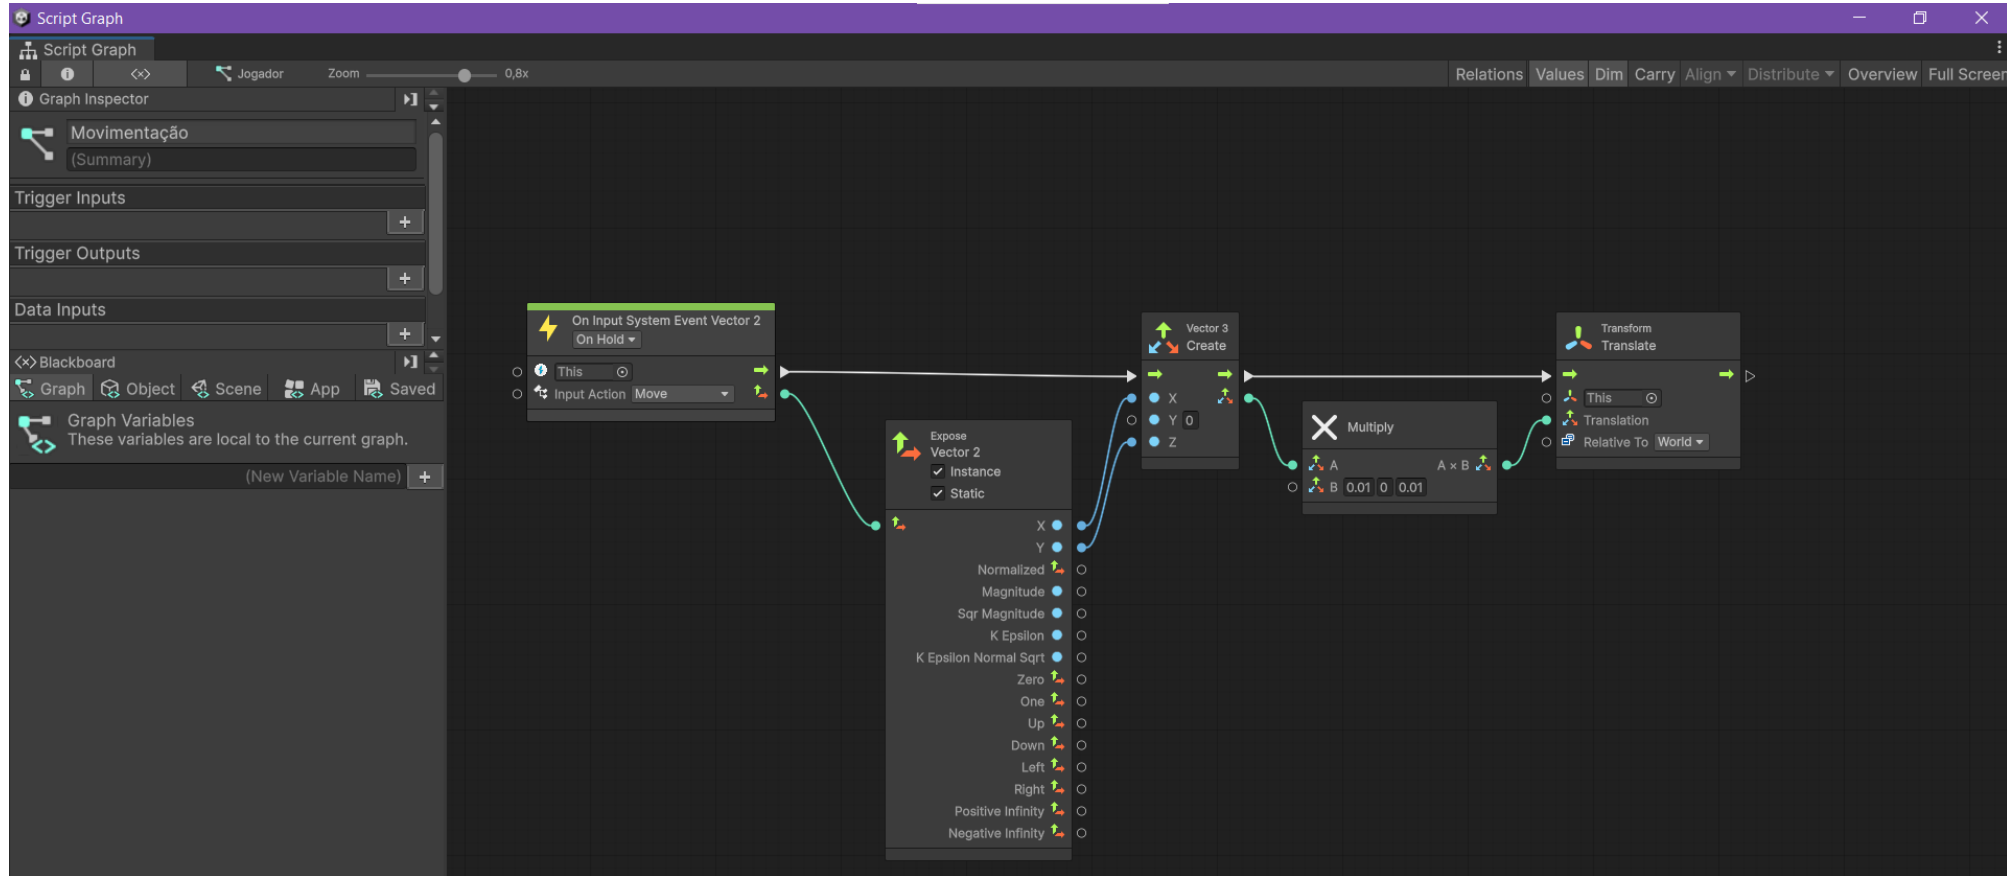 Script Graph
Script Graph
Jogador Zoom 0,8x Relations Values Dim Carry Align Distribute Overview Full Screen
Graph Inspector
Movimentação
(Summary)
Trigger Inputs
+
Trigger Outputs
+
Data Inputs
+
<x> Blackboard
Graph Object Scene App Saved
Graph Variables
These variables are local to the current graph.
(New Variable Name) +
On Input System Event Vector 2
On Hold
This
Input Action Move
Expose
Vector 2
Instance
Static
X
Y
Normalized
Magnitude
Sqr Magnitude
K Epsilon
K Epsilon Normal Sqrt
Zero
One
Up
Down
Left
Right
Positive Infinity
Negative Infinity
Vector 3
Create
X
Y 0
Z
Multiply
A A × B
B 0.01 0 0.01
Transform
Translate
This
Translation
Relative To World